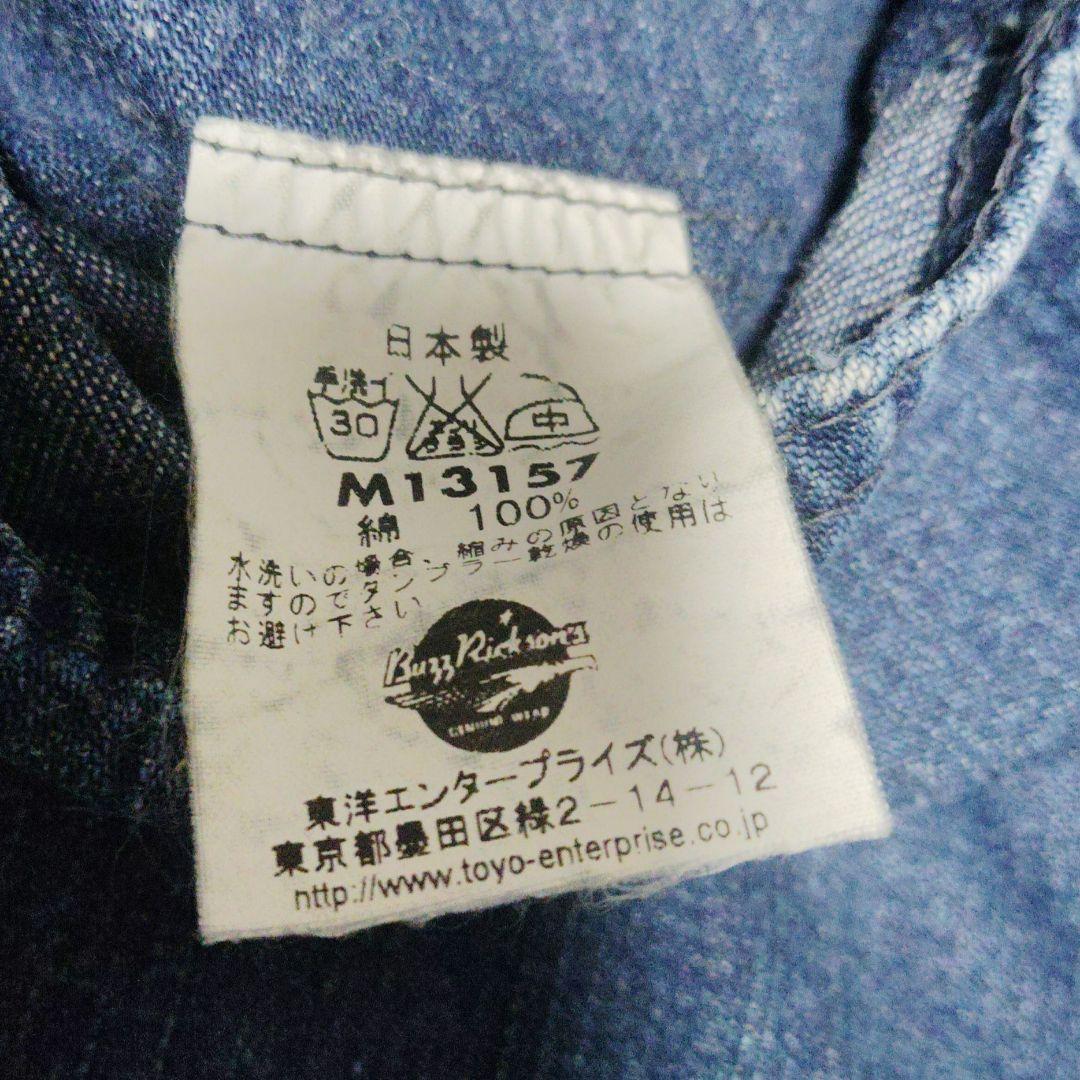 日本製
手洗イ
30
中
M13157
綿 100%
水洗いの場合、縮みの原因となり
ますのでタンブラー乾燥の使用は
お避け下さい
Buzz Rickson's
GENUINE WEAR
東洋エンタープライズ(株)
東京都墨田区緑2-14-12
http://www.toyo-enterprise.co.jp